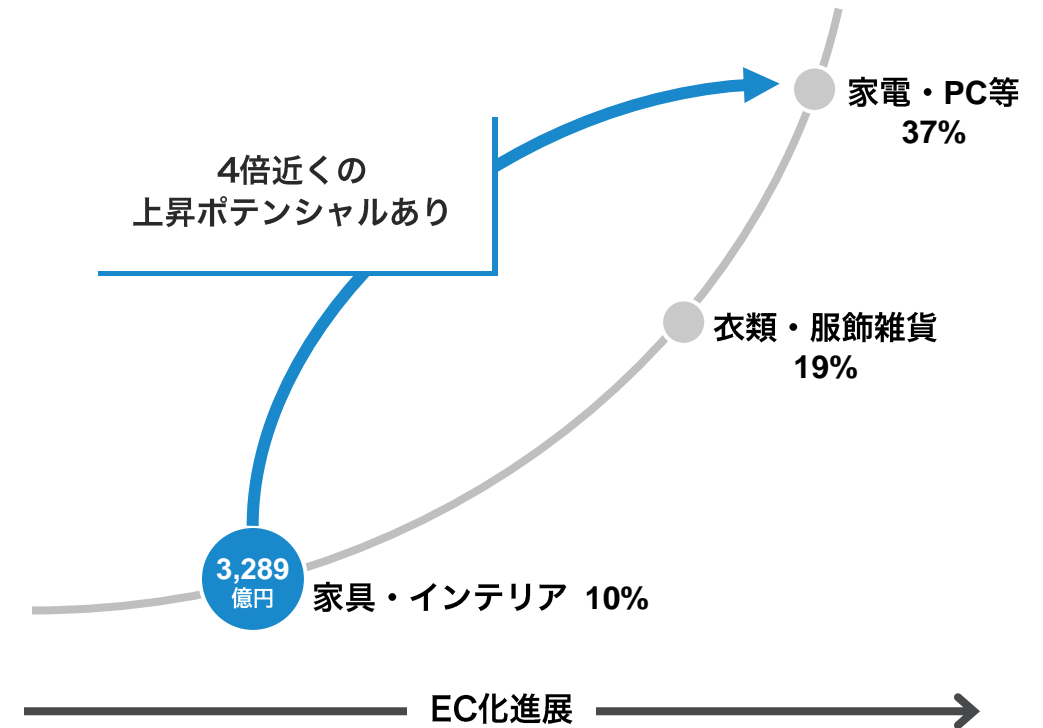 家電・PC等
37%
4倍近くの
上昇ポテンシャルあり
衣類・服飾雑貨
19%
3,289
億円
家具・インテリア 10%
EC化進展